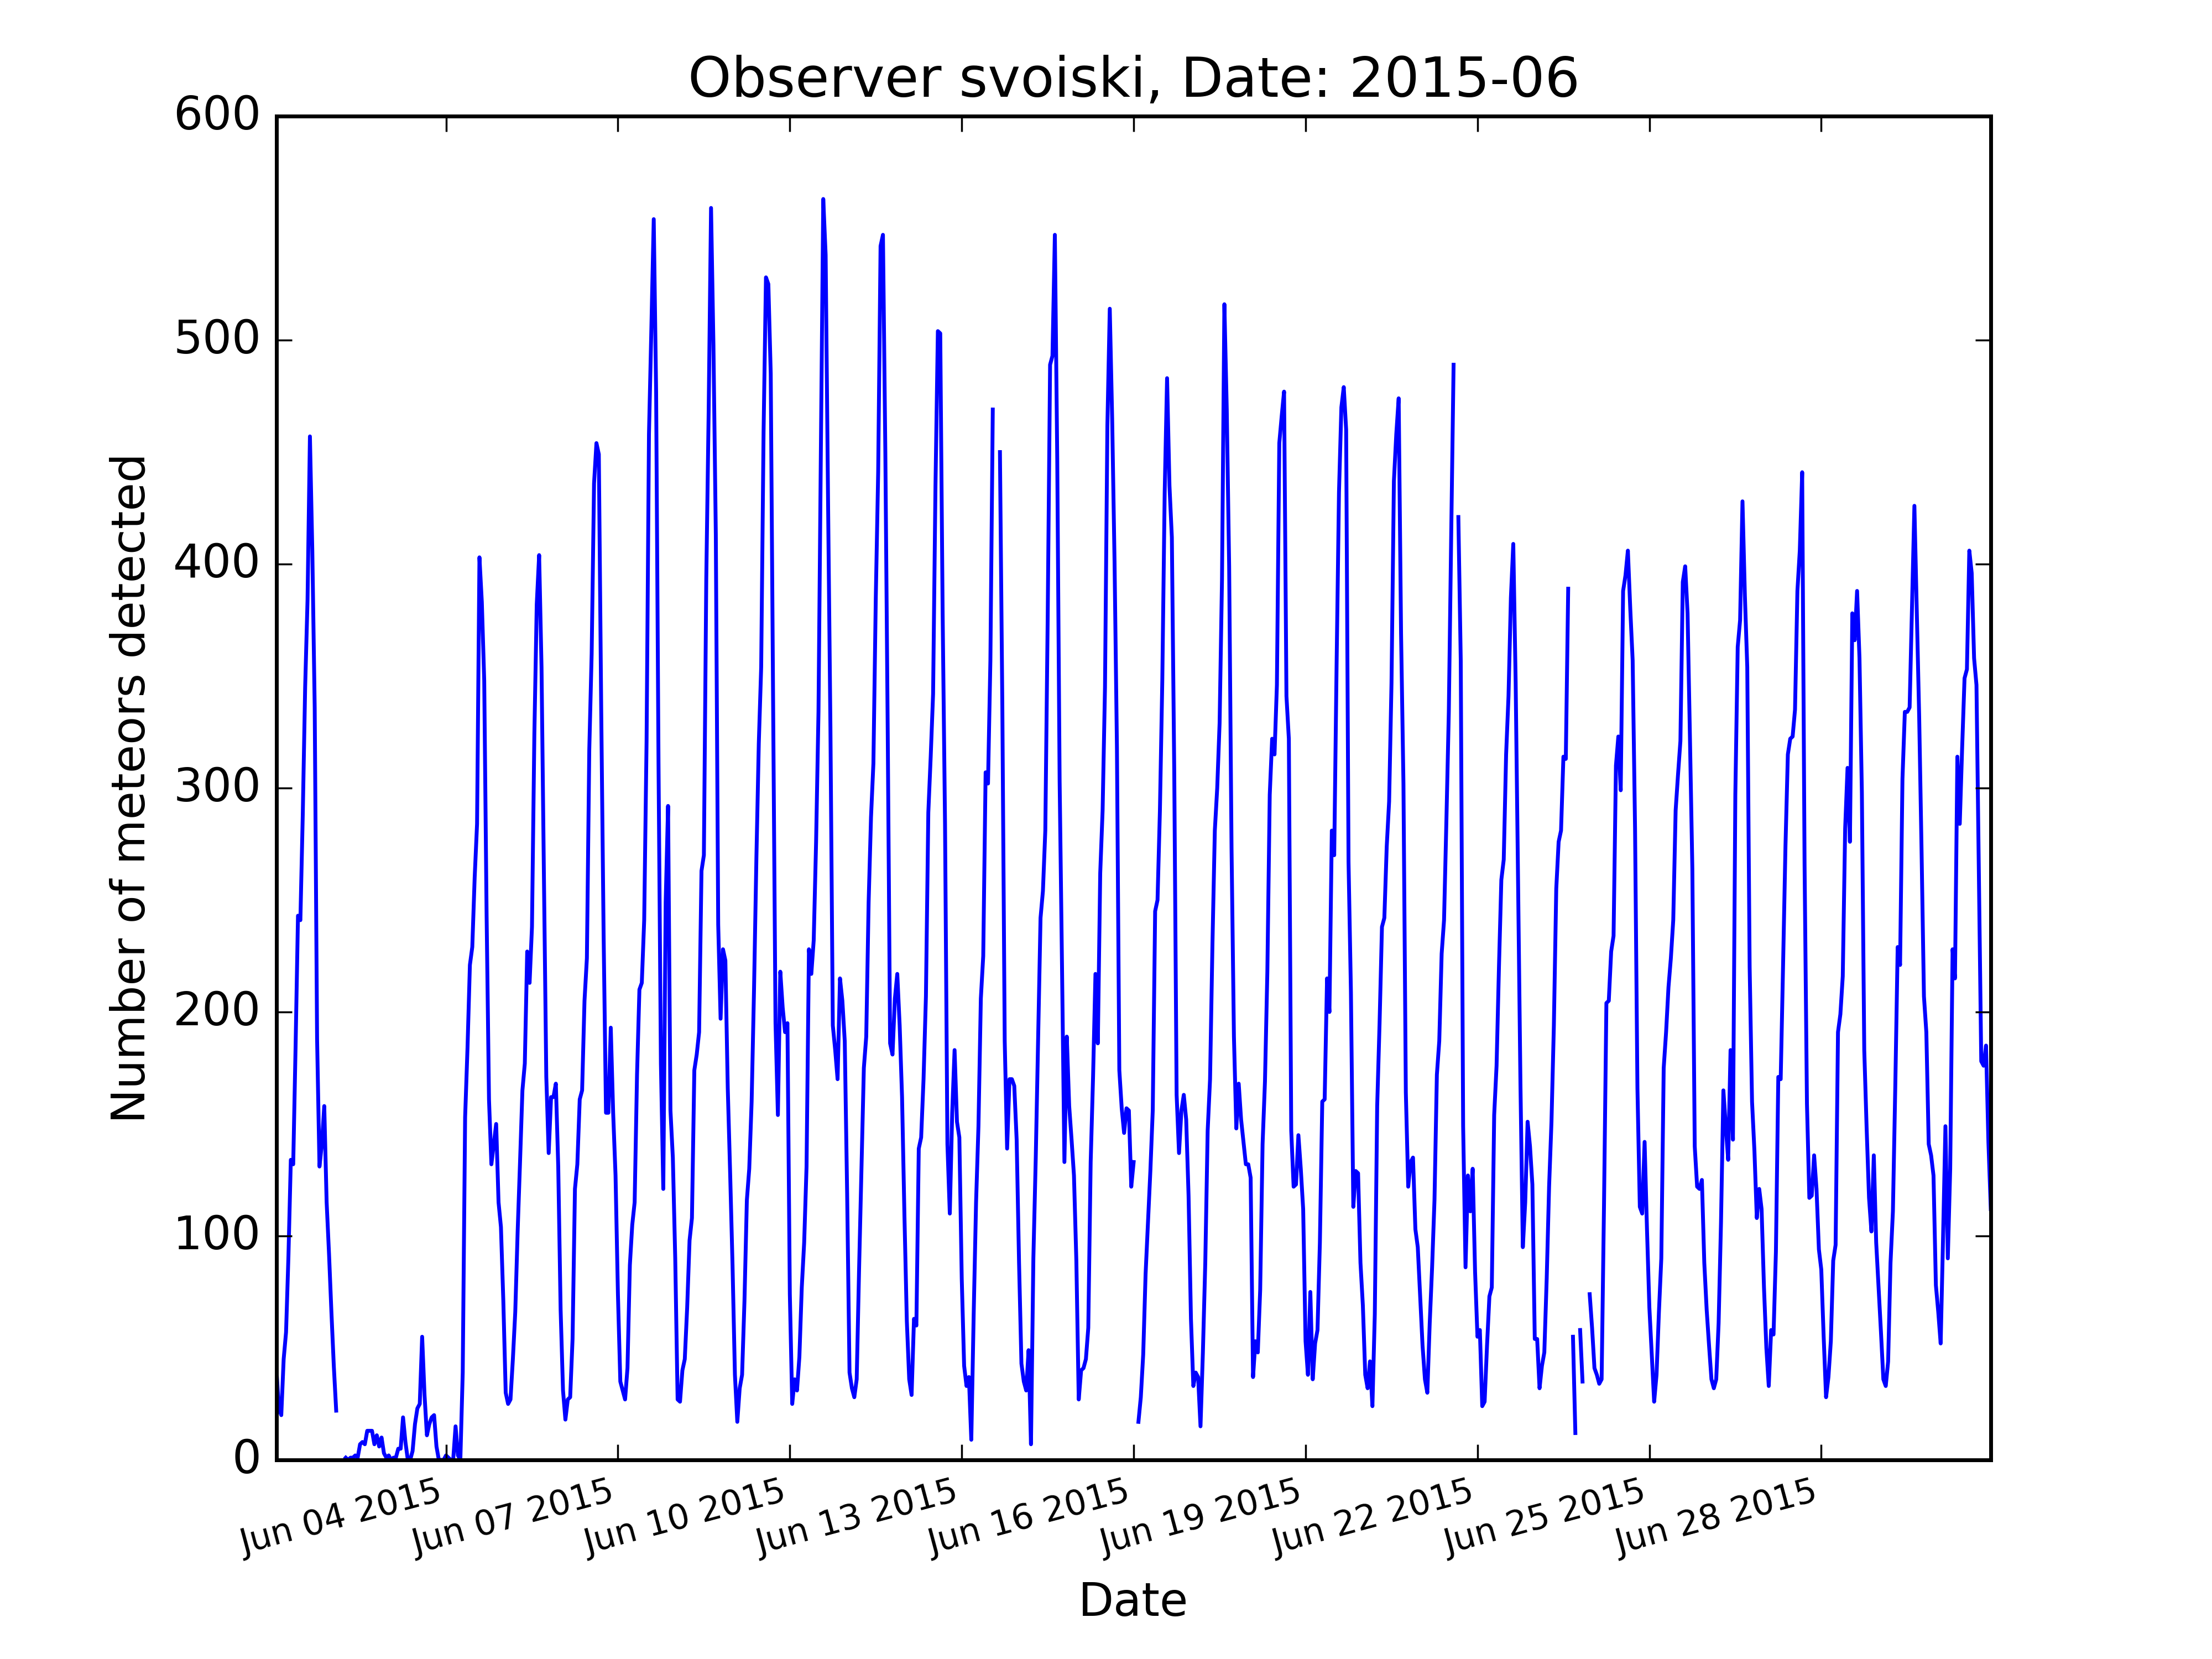 Observer svoiski, Date: 2015-06
600
500
400
300
200
100
0
Number of meteors detected
Jun 04 2015
Jun 07 2015
Jun 10 2015
Jun 13 2015
Jun 16 2015
Jun 19 2015
Jun 22 2015
Jun 25 2015
Jun 28 2015
Date